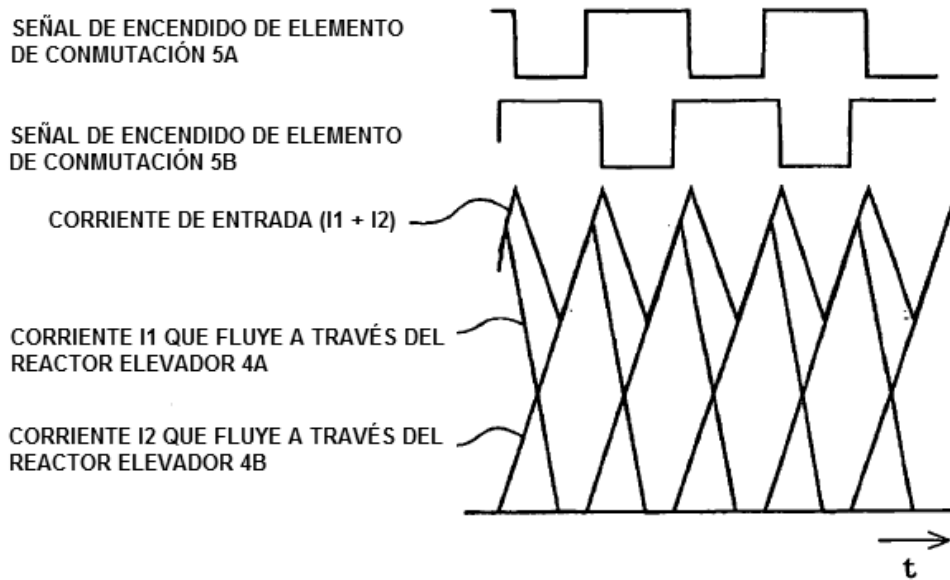 SEÑAL DE ENCENDIDO DE ELEMENTO
DE CONMUTACIÓN 5A
SEÑAL DE ENCENDIDO DE ELEMENTO
DE CONMUTACIÓN 5B
CORRIENTE DE ENTRADA (I1 + I2)
CORRIENTE I1 QUE FLUYE A TRAVÉS DEL
REACTOR ELEVADOR 4A
CORRIENTE I2 QUE FLUYE A TRAVÉS DEL
REACTOR ELEVADOR 4B
t